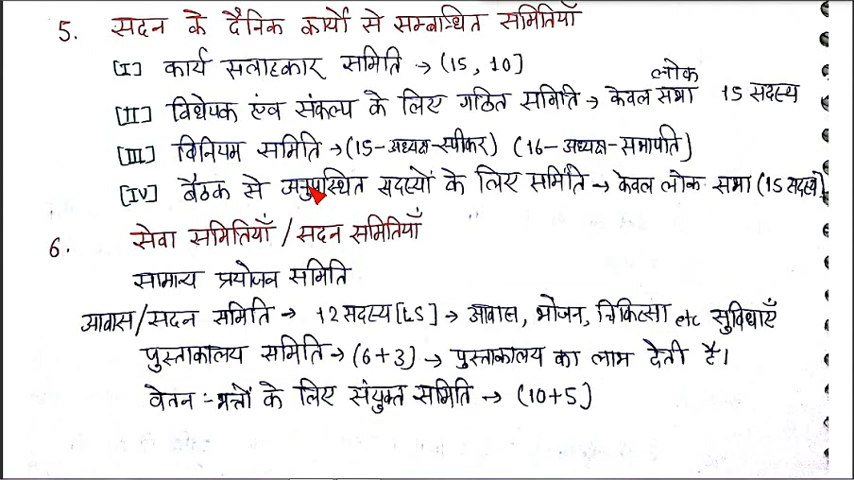 5. सदन के दैनिक कार्यो से सम्बान्धित समितियाँ
[I] कार्य सलाहकार समिति → (15, 10]
[II] विधेयक एंव संकल्प के लिए गठित समिति → केवल लोक सभा 15 सदस्य
[III] विनियम समिति → (15 - अध्यक्ष - स्पीकर) (16 - अध्यक्ष - सभापति)
[IV] बैठक से अनुपस्थित सदस्यों के लिए समिति → केवल लोक सभा (15 सदस्य)
6. सेवा समितियाँ / सदन समितियाँ
सामान्य प्रयोजन समिति
आवास / सदन समिति → 12 सदस्य [LS] → आवास, भोजन, चिकित्सा etc सुविधाएँ
पुस्तकालय समिति → (6+3) → पुस्तकालय का लाभ देती है।
वेतन - भत्तों के लिए संयुक्त समिति → (10+5]